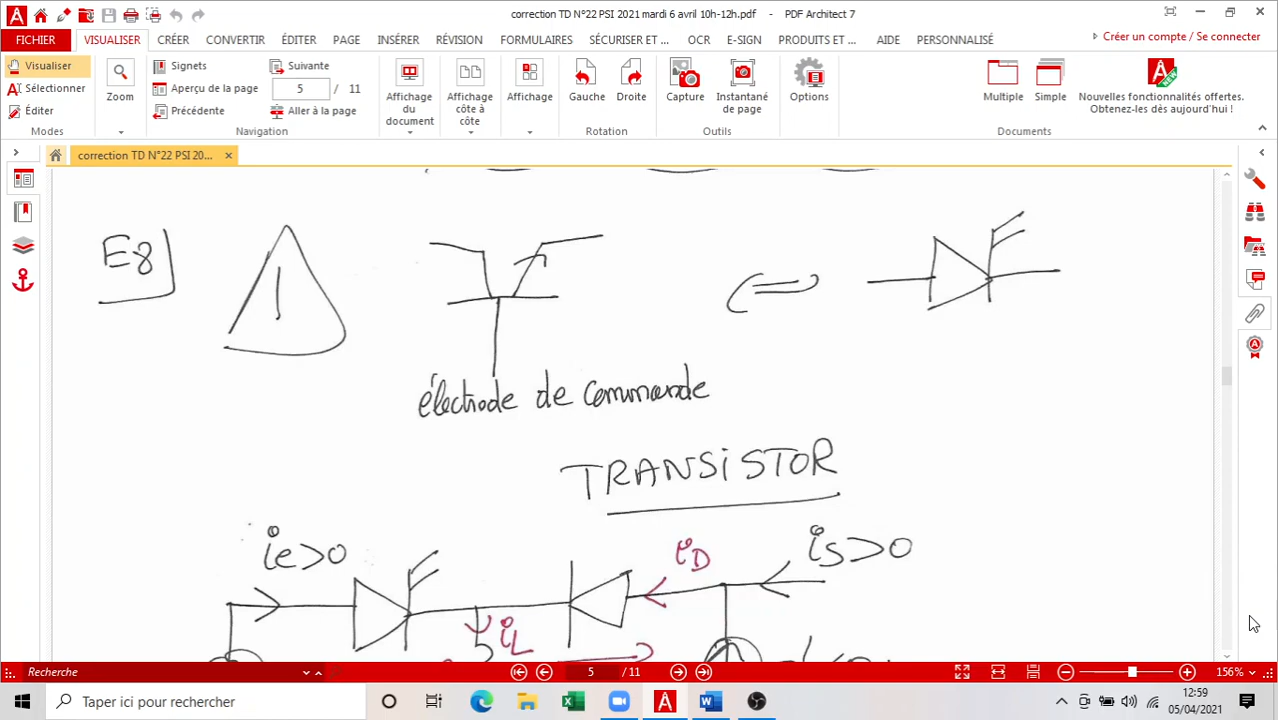 correction TD N°22 PSI 2021 mardi 6 avril 10h-12h.pdf - PDF Architect 7
FICHIER VISUALISER CRÉER CONVERTIR ÉDITER PAGE INSÉRER RÉVISION FORMULAIRES SÉCURISER ET ... OCR E-SIGN PRODUITS ET ... AIDE PERSONNALISÉ Créer un compte / Se connecter
Visualiser
Sélectionner
Éditer
Modes
Zoom
Signets
Aperçu de la page
Précédente
Suivante
5 / 11
Aller à la page
Navigation
Affichage du document
Affichage côte à côte
Affichage
Gauche
Droite
Rotation
Capture
Instantané de page
Outils
Options
Multiple
Simple
Documents
Nouvelles fonctionnalités offertes.
Obtenez-les dès aujourd'hui !
correction TD N°22 PSI 20...
E8
électrode de commande
TRANSISTOR
ie>0
iD
is>0
iL
Recherche
5 / 11
156%
Taper ici pour rechercher
12:59
05/04/2021